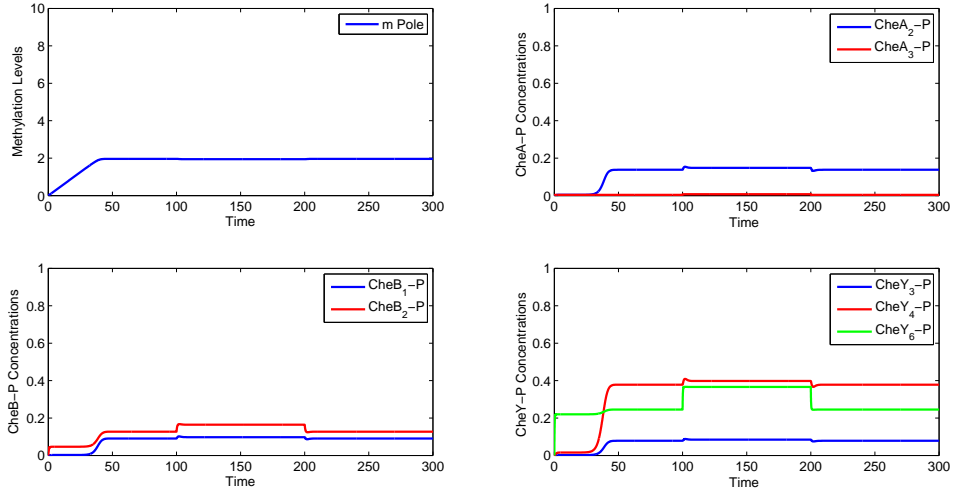 10
8
6
4
2
0
0 50 100 150 200 250 300
Methylation Levels
Time
m Pole
1
0.8
0.6
0.4
0.2
0
0 50 100 150 200 250 300
CheA−P Concentrations
Time
CheA2−P
CheA3−P
1
0.8
0.6
0.4
0.2
0
0 50 100 150 200 250 300
CheB−P Concentrations
Time
CheB1−P
CheB2−P
1
0.8
0.6
0.4
0.2
0
0 50 100 150 200 250 300
CheY−P Concentrations
Time
CheY3−P
CheY4−P
CheY6−P